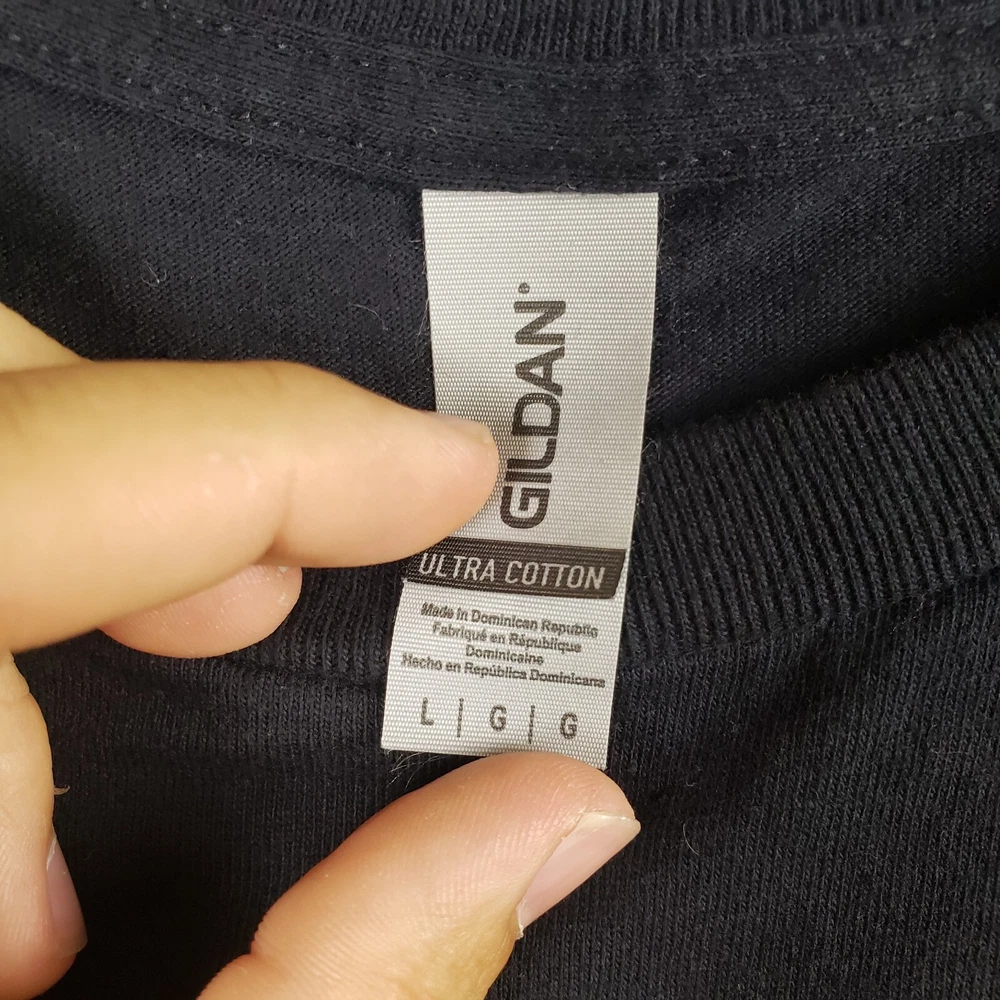 GILDAN®
ULTRA COTTON
Made in Dominican Republic
Fabriqué en République
Dominicaine
Hecho en República Dominicana
L | G | G